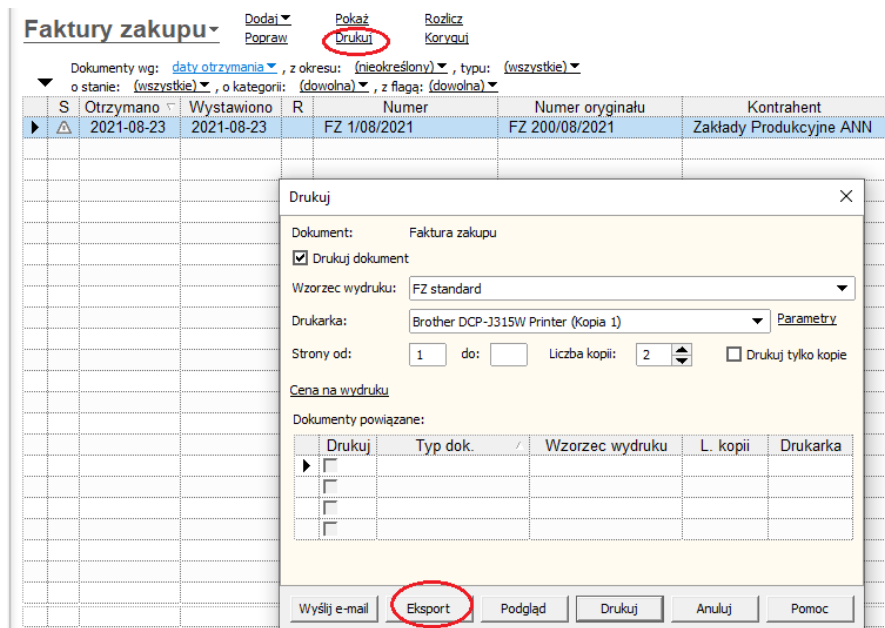 Faktury zakupu
Dodaj Pokaż Rozlicz
Popraw Drukuj Koryguj
Dokumenty wg: daty otrzymania , z okresu: (nieokreślony) , typu: (wszystkie)
o stanie: (wszystkie) , o kategorii: (dowolna) , z flagą: (dowolna)
S Otrzymano Wystawiono R Numer Numer oryginału Kontrahent
2021-08-23 2021-08-23 FZ 1/08/2021 FZ 200/08/2021 Zakłady Produkcyjne ANN
Drukuj
Dokument: Faktura zakupu
Drukuj dokument
Wzorzec wydruku: FZ standard
Drukarka: Brother DCP-J315W Printer (Kopia 1) Parametry
Strony od: 1 do: Liczba kopii: 2 Drukuj tylko kopie
Cena na wydruku
Dokumenty powiązane:
Drukuj Typ dok. Wzorzec wydruku L. kopii Drukarka
Wyślij e-mail Eksport Podgląd Drukuj Anuluj Pomoc